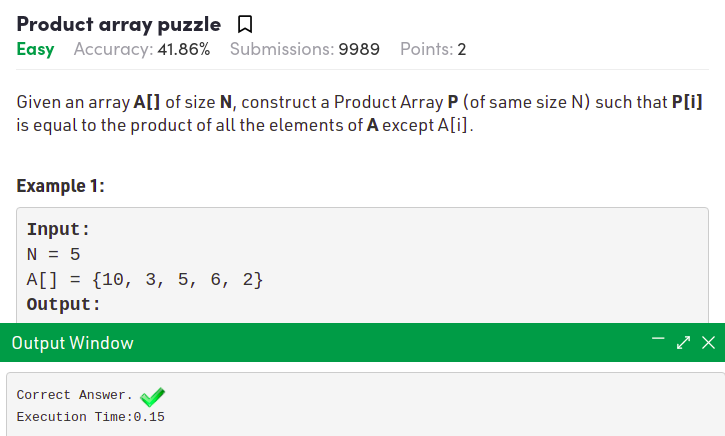 Product array puzzle
Easy Accuracy: 41.86% Submissions: 9989 Points: 2
Given an array A[] of size N, construct a Product Array P (of same size N) such that P[i]
is equal to the product of all the elements of A except A[i].
Example 1:
Input:
N = 5
A[] = {10, 3, 5, 6, 2}
Output:
Output Window
Correct Answer.
Execution Time:0.15